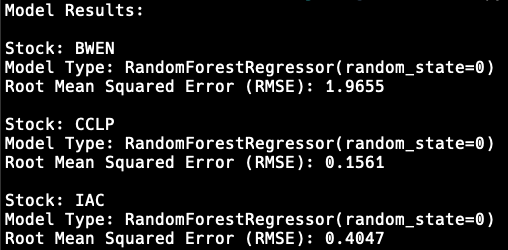 Model Results:
Stock: BWEN
Model Type: RandomForestRegressor(random_state=0)
Root Mean Squared Error (RMSE): 1.9655
Stock: CCLP
Model Type: RandomForestRegressor(random_state=0)
Root Mean Squared Error (RMSE): 0.1561
Stock: IAC
Model Type: RandomForestRegressor(random_state=0)
Root Mean Squared Error (RMSE): 0.4047